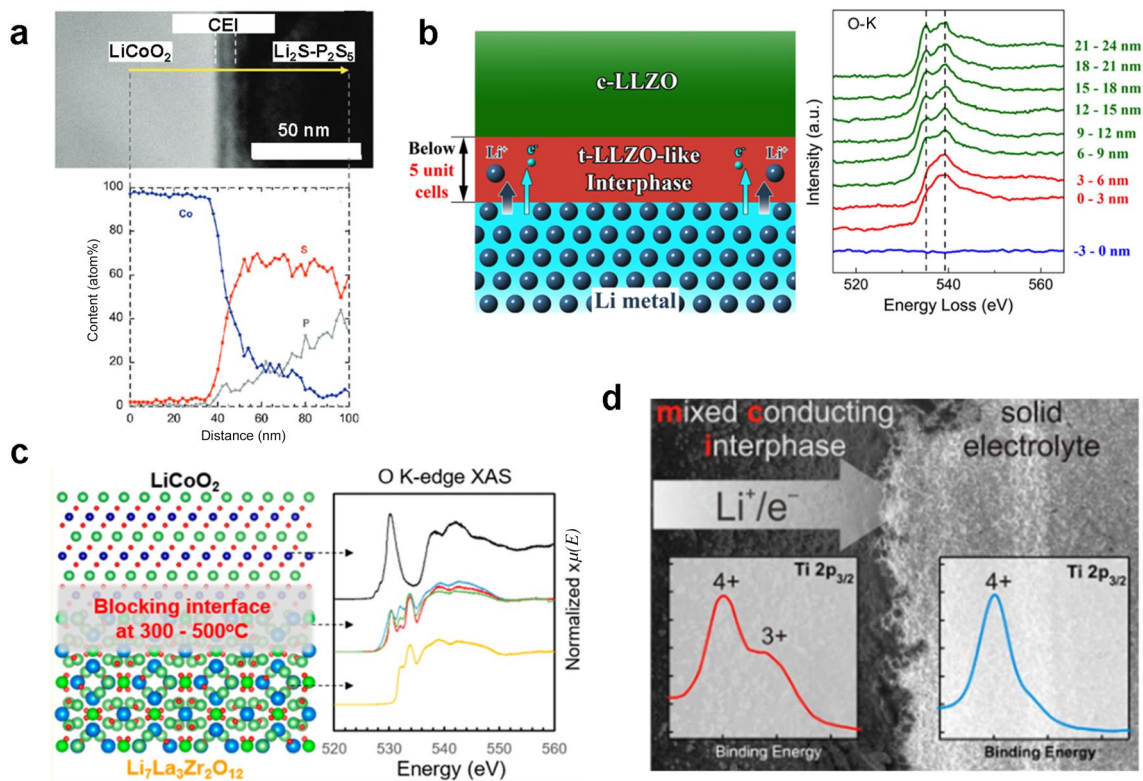 a
CEI
LiCoO₂
Li₂S-P₂S₅
50 nm
100
80
60
40
20
0
Co
S
P
Content (atom%)
0 20 40 60 80 100
Distance (nm)
b
c-LLZO
Below
5 unit
cells
Li⁺
e⁻
t-LLZO-like
Interphase
e⁻
Li⁺
Li metal
O-K
21 - 24 nm
18 - 21 nm
15 - 18 nm
12 - 15 nm
9 - 12 nm
6 - 9 nm
3 - 6 nm
0 - 3 nm
-3 - 0 nm
Intensity (a.u.)
520 540 560
Energy Loss (eV)
c
LiCoO₂
Blocking interface
at 300 - 500°C
Li₇La₃Zr₂O₁₂
O K-edge XAS
Normalized xμ(E)
520 530 540 550 560
Energy (eV)
d
mixed conducting
interphase
solid
electrolyte
Li⁺/e⁻
Ti 2p₃/₂
4+
3+
Binding Energy
Ti 2p₃/₂
4+
Binding Energy